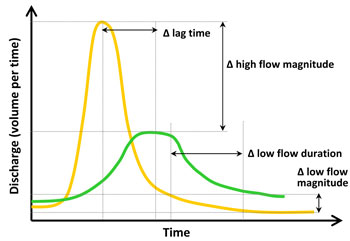 Δ lag time
Δ high flow magnitude
Δ low flow duration
Δ low flow
magnitude
Discharge (volume per time)
Time